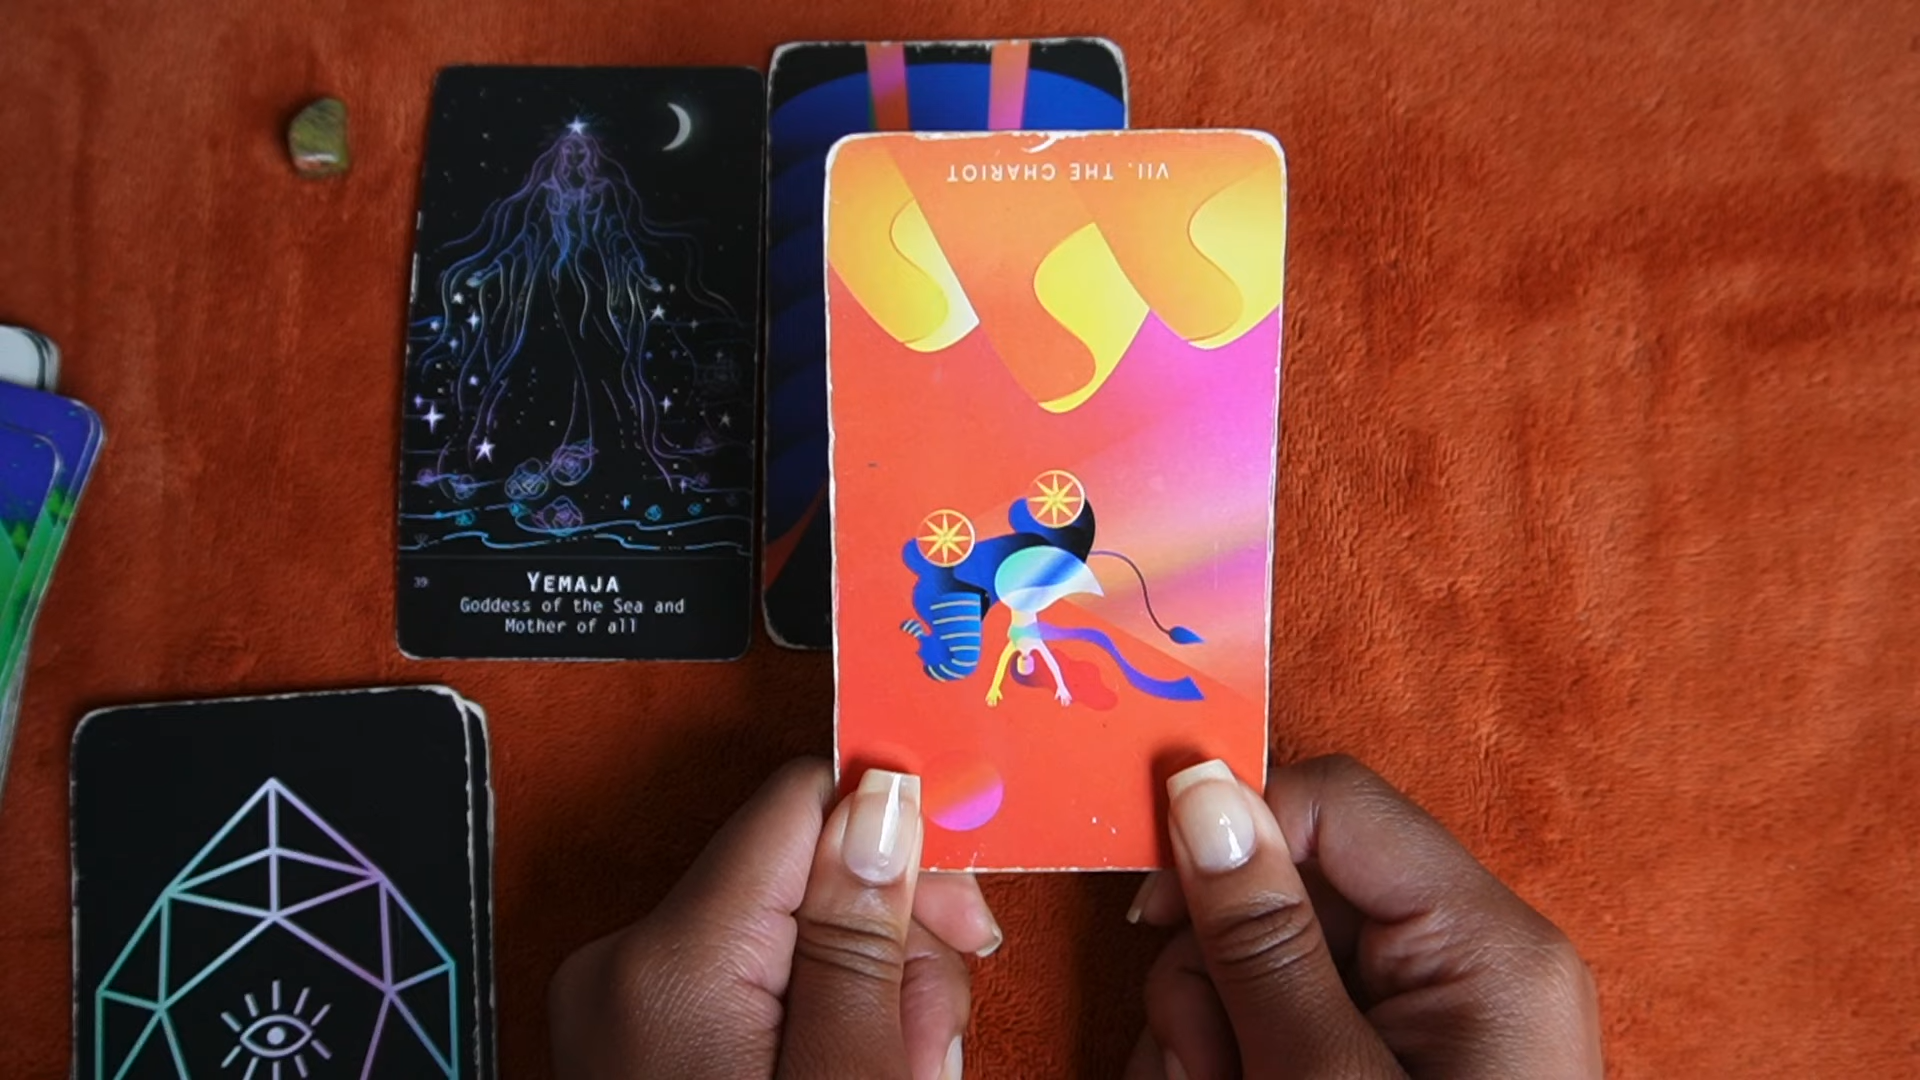 VII. THE CHARIOT
39
YEMAJA
Goddess of the Sea and
Mother of all